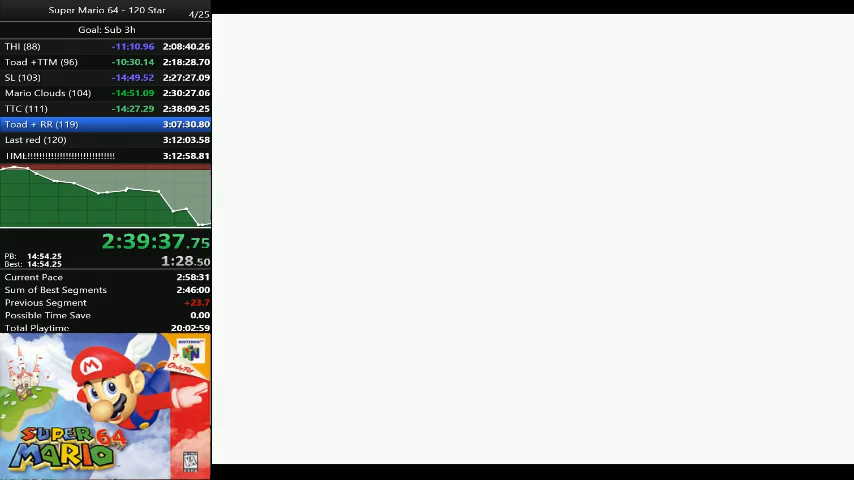 Super Mario 64 - 120 Star
4/25
Goal: Sub 3h
THI (88) -11:10.96 2:08:40.26
Toad +TTM (96) -10:30.14 2:18:28.70
SL (103) -14:49.52 2:27:27.09
Mario Clouds (104) -14:51.09 2:30:27.06
TTC (111) -14:27.29 2:38:09.25
Toad + RR (119) 3:07:30.80
Last red (120) 3:12:03.58
TIME!!!!!!!!!!!!!!!!!!!!!!!!!!!!!! 3:12:58.81
2:39:37.75
PB: 14:54.25
Best: 14:54.25
1:28.50
Current Pace 2:58:31
Sum of Best Segments 2:46:00
Previous Segment +23.7
Possible Time Save 0.00
Total Playtime 20:02:59
NINTENDO 64
Only For
SUPER
MARIO 64